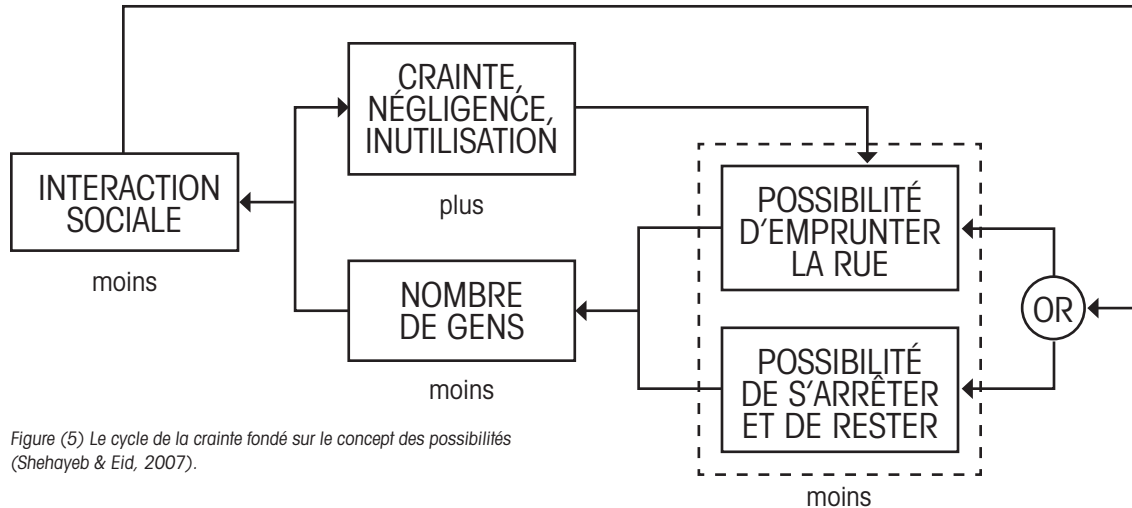 CRAINTE,
NÉGLIGENCE,
INUTILISATION
plus
INTERACTION
SOCIALE
moins
POSSIBILITÉ
D'EMPRUNTER
LA RUE
NOMBRE
DE GENS
moins
OR
POSSIBILITÉ
DE S'ARRÊTER
ET DE RESTER
moins
Figure (5) Le cycle de la crainte fondé sur le concept des possibilités
(Shehayeb & Eid, 2007).